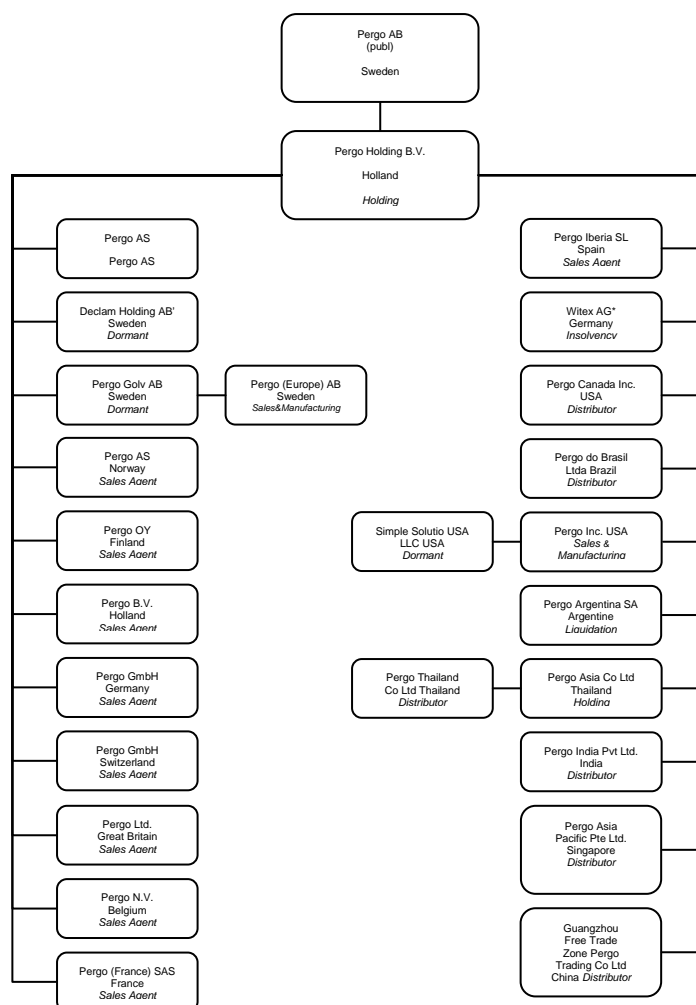 Pergo AB
(publ)
Sweden
Pergo Holding B.V.
Holland
Holding
Pergo AS
Pergo AS
Declam Holding AB'
Sweden
Dormant
Pergo Golv AB
Sweden
Dormant
Pergo (Europe) AB
Sweden
Sales&Manufacturing
Pergo AS
Norway
Sales Agent
Pergo OY
Finland
Sales Agent
Pergo B.V.
Holland
Sales Agent
Pergo GmbH
Germany
Sales Agent
Pergo GmbH
Switzerland
Sales Agent
Pergo Ltd.
Great Britain
Sales Agent
Pergo N.V.
Belgium
Sales Agent
Pergo (France) SAS
France
Sales Agent
Pergo Iberia SL
Spain
Sales Agent
Witex AG*
Germany
Insolvency
Pergo Canada Inc.
USA
Distributor
Pergo do Brasil
Ltda Brazil
Distributor
Simple Solutio USA
LLC USA
Dormant
Pergo Inc. USA
Sales &
Manufacturing
Pergo Argentina SA
Argentine
Liquidation
Pergo Thailand
Co Ltd Thailand
Distributor
Pergo Asia Co Ltd
Thailand
Holding
Pergo India Pvt Ltd.
India
Distributor
Pergo Asia
Pacific Pte Ltd.
Singapore
Distributor
Guangzhou
Free Trade
Zone Pergo
Trading Co Ltd
China Distributor